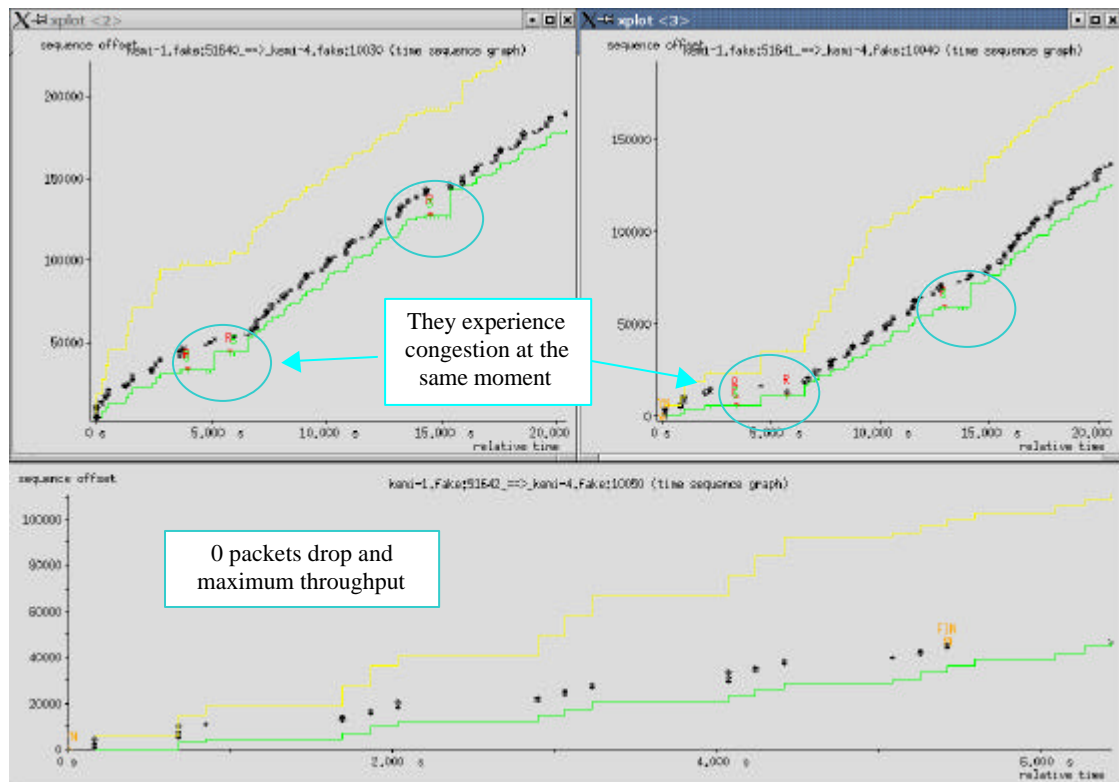 xplot <2>
sequence offset
kemi-1.fake:51640_==>_kemi-4.fake:10030 (time sequence graph)
200000
150000
100000
50000
R
R
R
0 s
5.000 s
10.000 s
15.000 s
20.000
relative time
xplot <3>
sequence offset
kemi-1.fake:51641_==>_kemi-4.fake:10040 (time sequence graph)
150000
100000
50000
0
R
R
0 s
5.000 s
10.000 s
15.000 s
20.000
relative time
They experience
congestion at the
same moment
sequence offset
kemi-1.fake:51642_==>_kemi-4.fake:10050 (time sequence graph)
100000
80000
60000
40000
20000
0
0 packets drop and
maximum throughput
FIN
0 s
2.000 s
4.000 s
6.000 s
relative time